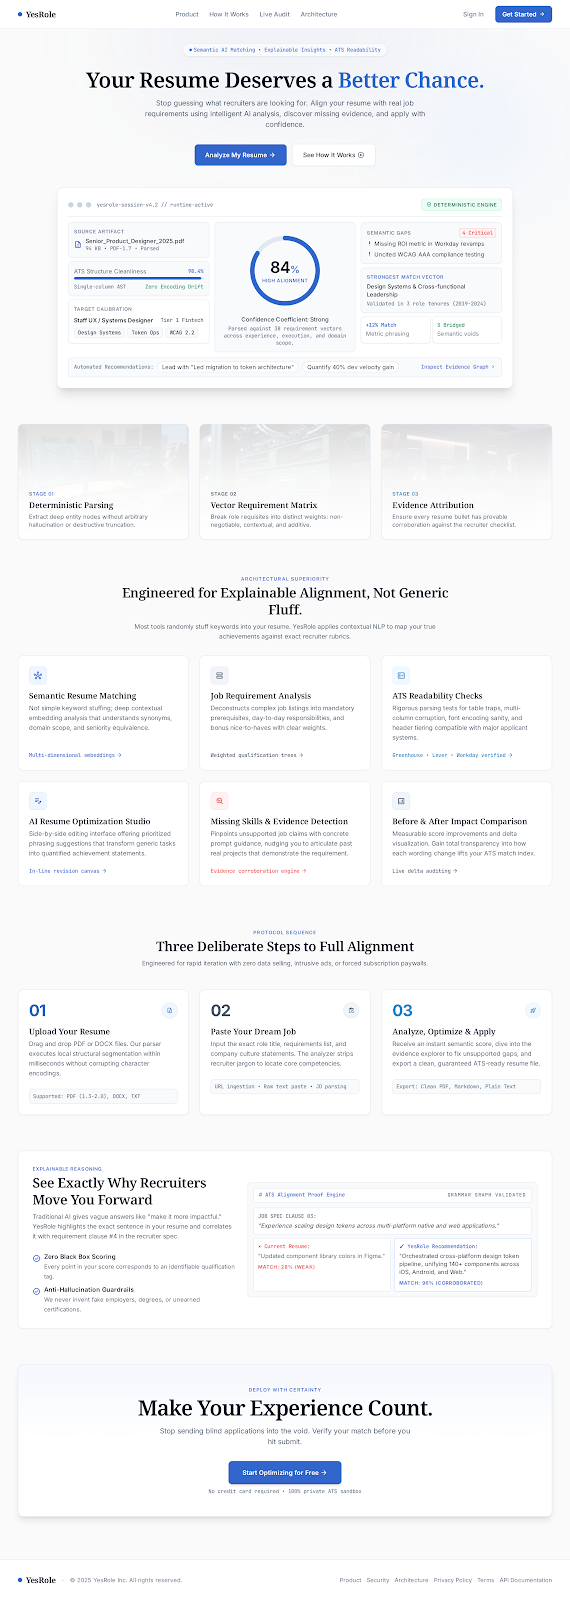 YesRole
Product How It Works Live Audit Architecture
Sign In
Get Started →
Semantic AI Matching • Explainable Insights • ATS Readability
Your Resume Deserves a Better Chance.
Stop guessing what recruiters are looking for. Align your resume with real job
requirements using intelligent AI analysis, discover missing evidence, and apply with
confidence.
Analyze My Resume →
See How It Works
yesrole-session-v4.2 // runtime-active
DETERMINISTIC ENGINE
SOURCE ARTIFACT
Senior_Product_Designer_2025.pdf
94 KB • PDF-1.7 • Parsed
ATS Structure Cleanliness 98.4%
Single-column AST Zero Encoding Drift
TARGET CALIBRATION
Staff UX / Systems Designer Tier 1 Fintech
Design Systems Token Ops WCAG 2.2
84%
HIGH ALIGNMENT
Confidence Coefficient: Strong
Parsed against 38 requirement vectors
across experience, execution, and domain
scope.
SEMANTIC GAPS 4 Critical
! Missing ROI metric in Workday revamps
! Uncited WCAG AAA compliance testing
STRONGEST MATCH VECTOR
Design Systems & Cross-functional
Leadership
Validated in 3 role tenures (2019-2024)
+12% Match
Metric phrasing
3 Bridged
Semantic voids
Automated Recommendations: Lead with "Led migration to token architecture" Quantify 40% dev velocity gain Inspect Evidence Graph ›
STAGE 01
Deterministic Parsing
Extract deep entity nodes without arbitrary
hallucination or destructive truncation.
STAGE 02
Vector Requirement Matrix
Break role requisites into distinct weights: non-
negotiable, contextual, and additive.
STAGE 03
Evidence Attribution
Ensure every resume bullet has provable
corroboration against the recruiter checklist.
ARCHITECTURAL SUPERIORITY
Engineered for Explainable Alignment, Not Generic
Fluff.
Most tools randomly stuff keywords into your resume. YesRole applies contextual NLP to map your true
achievements against exact recruiter rubrics.
Semantic Resume Matching
Not simple keyword stuffing; deep contextual
embedding analysis that understands synonyms,
domain scope, and seniority equivalence.
Multi-dimensional embeddings →
Job Requirement Analysis
Deconstructs complex job listings into mandatory
prerequisites, day-to-day responsibilities, and
bonus nice-to-haves with clear weights.
Weighted qualification trees →
ATS Readability Checks
Rigorous parsing tests for table traps, multi-
column corruption, font encoding sanity, and
header tiering compatible with major applicant
systems.
Greenhouse • Lever • Workday verified →
AI Resume Optimization Studio
Side-by-side editing interface offering prioritized
phrasing suggestions that transform generic tasks
into quantified achievement statements.
In-line revision canvas →
Missing Skills & Evidence Detection
Pinpoints unsupported job claims with concrete
prompt guidance, nudging you to articulate past
real projects that demonstrate the requirement.
Evidence corroboration engine →
Before & After Impact Comparison
Measurable score improvements and delta
visualization. Gain total transparency into how
each wording change lifts your ATS match index.
Live delta auditing →
PROTOCOL SEQUENCE
Three Deliberate Steps to Full Alignment
Engineered for rapid iteration with zero data selling, intrusive ads, or forced subscription paywalls.
01
Upload Your Resume
Drag and drop PDF or DOCX files. Our parser
executes local structural segmentation within
milliseconds without corrupting character
encodings.
Supported: PDF (1.3-2.0), DOCX, TXT
02
Paste Your Dream Job
Input the exact role title, requirements list, and
company culture statements. The analyzer strips
recruiter jargon to locate core competencies.
URL ingestion • Raw text paste • JD parsing
03
Analyze, Optimize & Apply
Receive an instant semantic score, dive into the
evidence explorer to fix unsupported gaps, and
export a clean, guaranteed ATS-ready resume file.
Export: Clean PDF, Markdown, Plain Text
EXPLAINABLE REASONING
See Exactly Why Recruiters
Move You Forward
Traditional AI gives vague answers like "make it more impactful."
YesRole highlights the exact sentence in your resume and correlates
it with requirement clause #4 in the recruiter spec.
Zero Black Box Scoring
Every point in your score corresponds to an identifiable qualification
tag.
Anti-Hallucination Guardrails
We never invent fake employers, degrees, or unearned
certifications.
# ATS Alignment Proof Engine GRAMMAR GRAPH VALIDATED
JOB SPEC CLAUSE 03:
"Experience scaling design tokens across multi-platform native and web applications."
× Current Resume:
"Updated component library colors in Figma."
MATCH: 28% (WEAK)
✓ YesRole Recommendation:
"Orchestrated cross-platform design token
pipeline, unifying 140+ components across
iOS, Android, and Web."
MATCH: 96% (CORROBORATED)
DEPLOY WITH CERTAINTY
Make Your Experience Count.
Stop sending blind applications into the void. Verify your match before you
hit submit.
Start Optimizing for Free →
No credit card required • 100% private ATS sandbox
YesRole © 2025 YesRole Inc. All rights reserved.
Product Security Architecture Privacy Policy Terms API Documentation